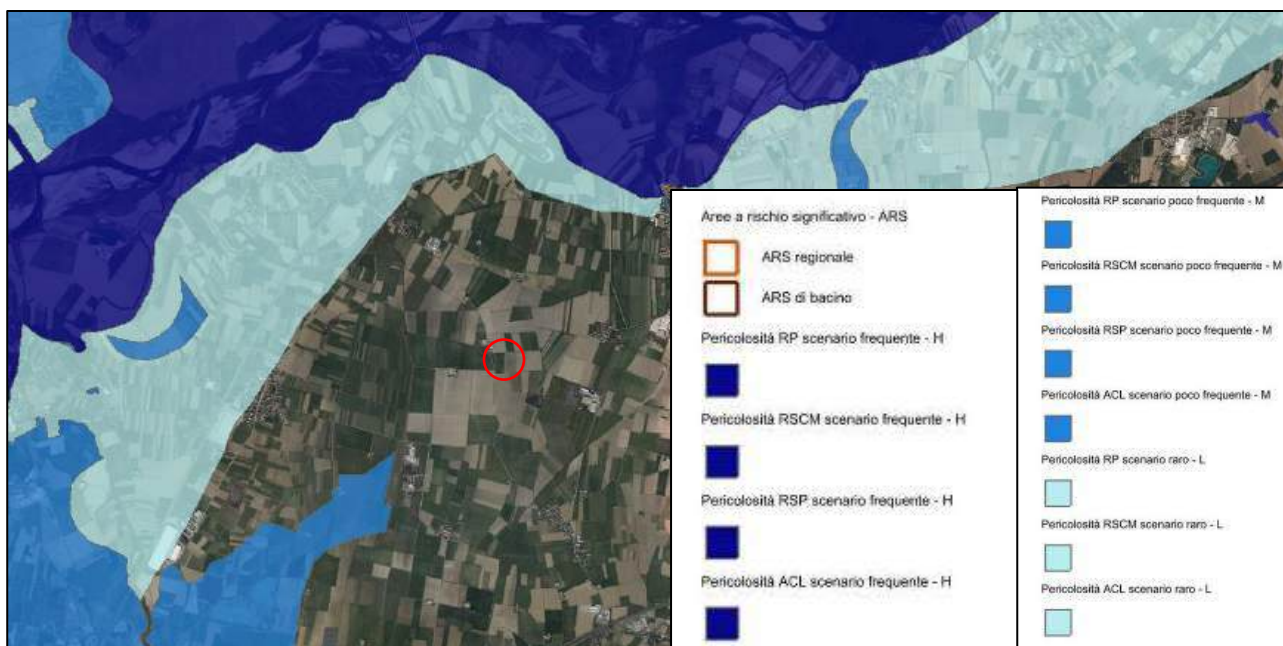 Aree a rischio significativo - ARS
ARS regionale
ARS di bacino
Pericolosità RP scenario frequente - H
Pericolosità RSCM scenario frequente - H
Pericolosità RSP scenario frequente - H
Pericolosità ACL scenario frequente - H
Pericolosità RP scenario poco frequente - M
Pericolosità RSCM scenario poco frequente - M
Pericolosità RSP scenario poco frequente - M
Pericolosità ACL scenario poco frequente - M
Pericolosità RP scenario raro - L
Pericolosità RSCM scenario raro - L
Pericolosità ACL scenario raro - L